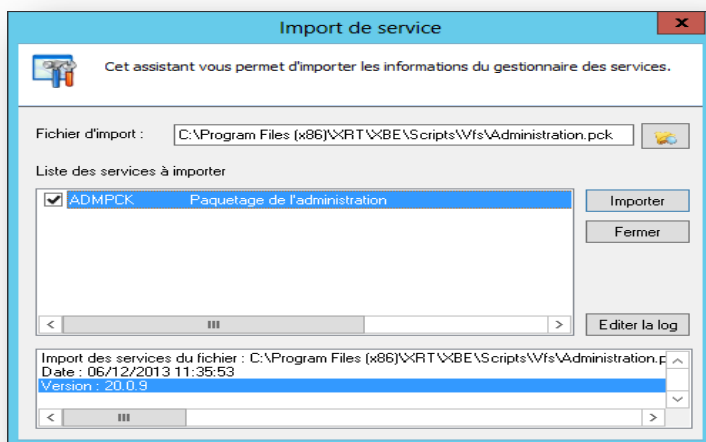 Import de service
x
Cet assistant vous permet d'importer les informations du gestionnaire des services.
Fichier d'import : C:\Program Files (x86)\XRT\XBE\Scripts\Vfs\Administration.pck
Liste des services à importer
ADMPCK Paquetage de l'administration
Importer
Fermer
Editer la log
Import des services du fichier : C:\Program Files (x86)\XRT\XBE\Scripts\Vfs\Administration.p
Date : 06/12/2013 11:35:53
Version : 20.0.9